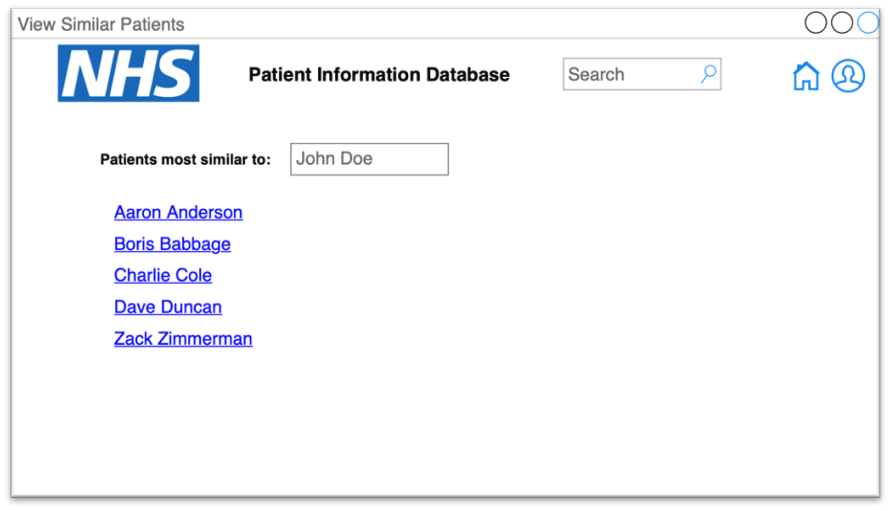 View Similar Patients
NHS Patient Information Database Search
Patients most similar to: John Doe
Aaron Anderson
Boris Babbage
Charlie Cole
Dave Duncan
Zack Zimmerman